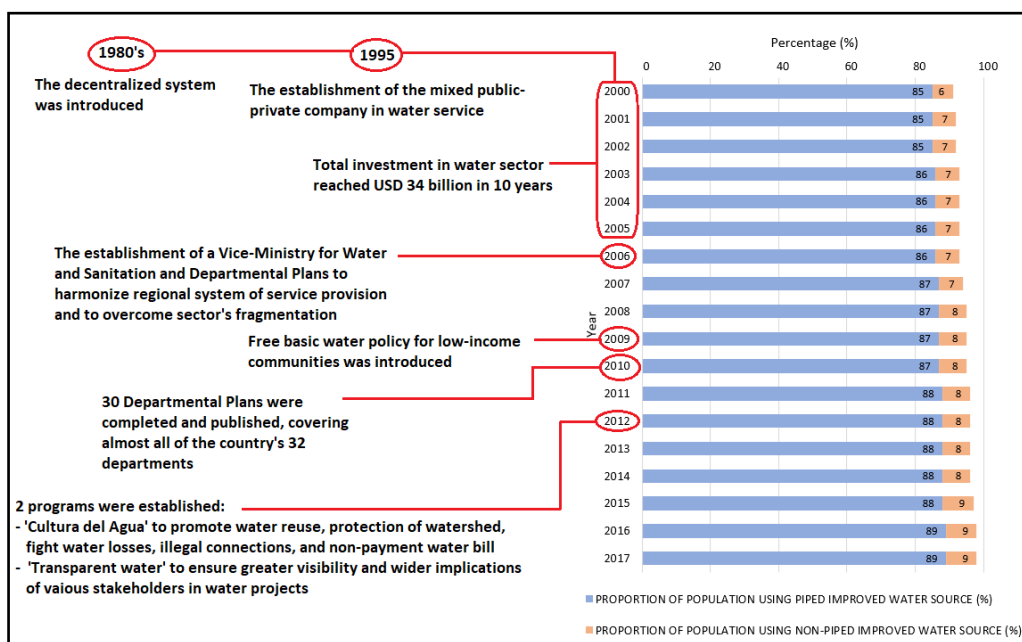 1980's
1995
Percentage (%)
The decentralized system
was introduced
The establishment of the mixed public-
private company in water service
Total investment in water sector
reached USD 34 billion in 10 years
The establishment of a Vice-Ministry for Water
and Sanitation and Departmental Plans to
harmonize regional system of service provision
and to overcome sector's fragmentation
Free basic water policy for low-income
communities was introduced
30 Departmental Plans were
completed and published, covering
almost all of the country's 32
departments
2 programs were established:
- 'Cultura del Agua' to promote water reuse, protection of watershed,
fight water losses, illegal connections, and non-payment water bill
- 'Transparent water' to ensure greater visibility and wider implications
of vaious stakeholders in water projects
Year
0 20 40 60 80 100
2000 85 6
2001 85 7
2002 85 7
2003 86 7
2004 86 7
2005 86 7
2006 86 7
2007 87 7
2008 87 8
2009 87 8
2010 87 8
2011 88 8
2012 88 8
2013 88 8
2014 88 8
2015 88 9
2016 89 9
2017 89 9
PROPORTION OF POPULATION USING PIPED IMPROVED WATER SOURCE (%)
PROPORTION OF POPULATION USING NON-PIPED IMPROVED WATER SOURCE (%)